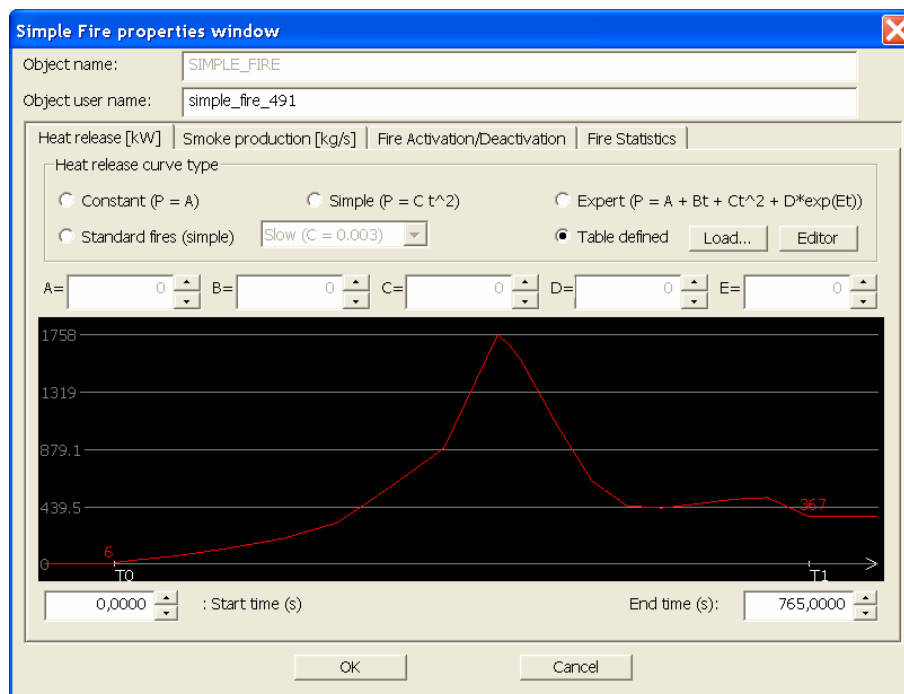 Simple Fire properties window
Object name: SIMPLE_FIRE
Object user name: simple_fire_491
Heat release [kW] Smoke production [kg/s] Fire Activation/Deactivation Fire Statistics
Heat release curve type
Constant (P = A) Simple (P = C t^2) Expert (P = A + Bt + Ct^2 + D*exp(Et))
Standard fires (simple) Slow (C = 0.003) Table defined Load... Editor
A= 0 B= 0 C= 0 D= 0 E= 0
1758
1319
879.1
439.5 367
6
0
T0 T1
0,0000 : Start time (s) End time (s): 765,0000
OK Cancel